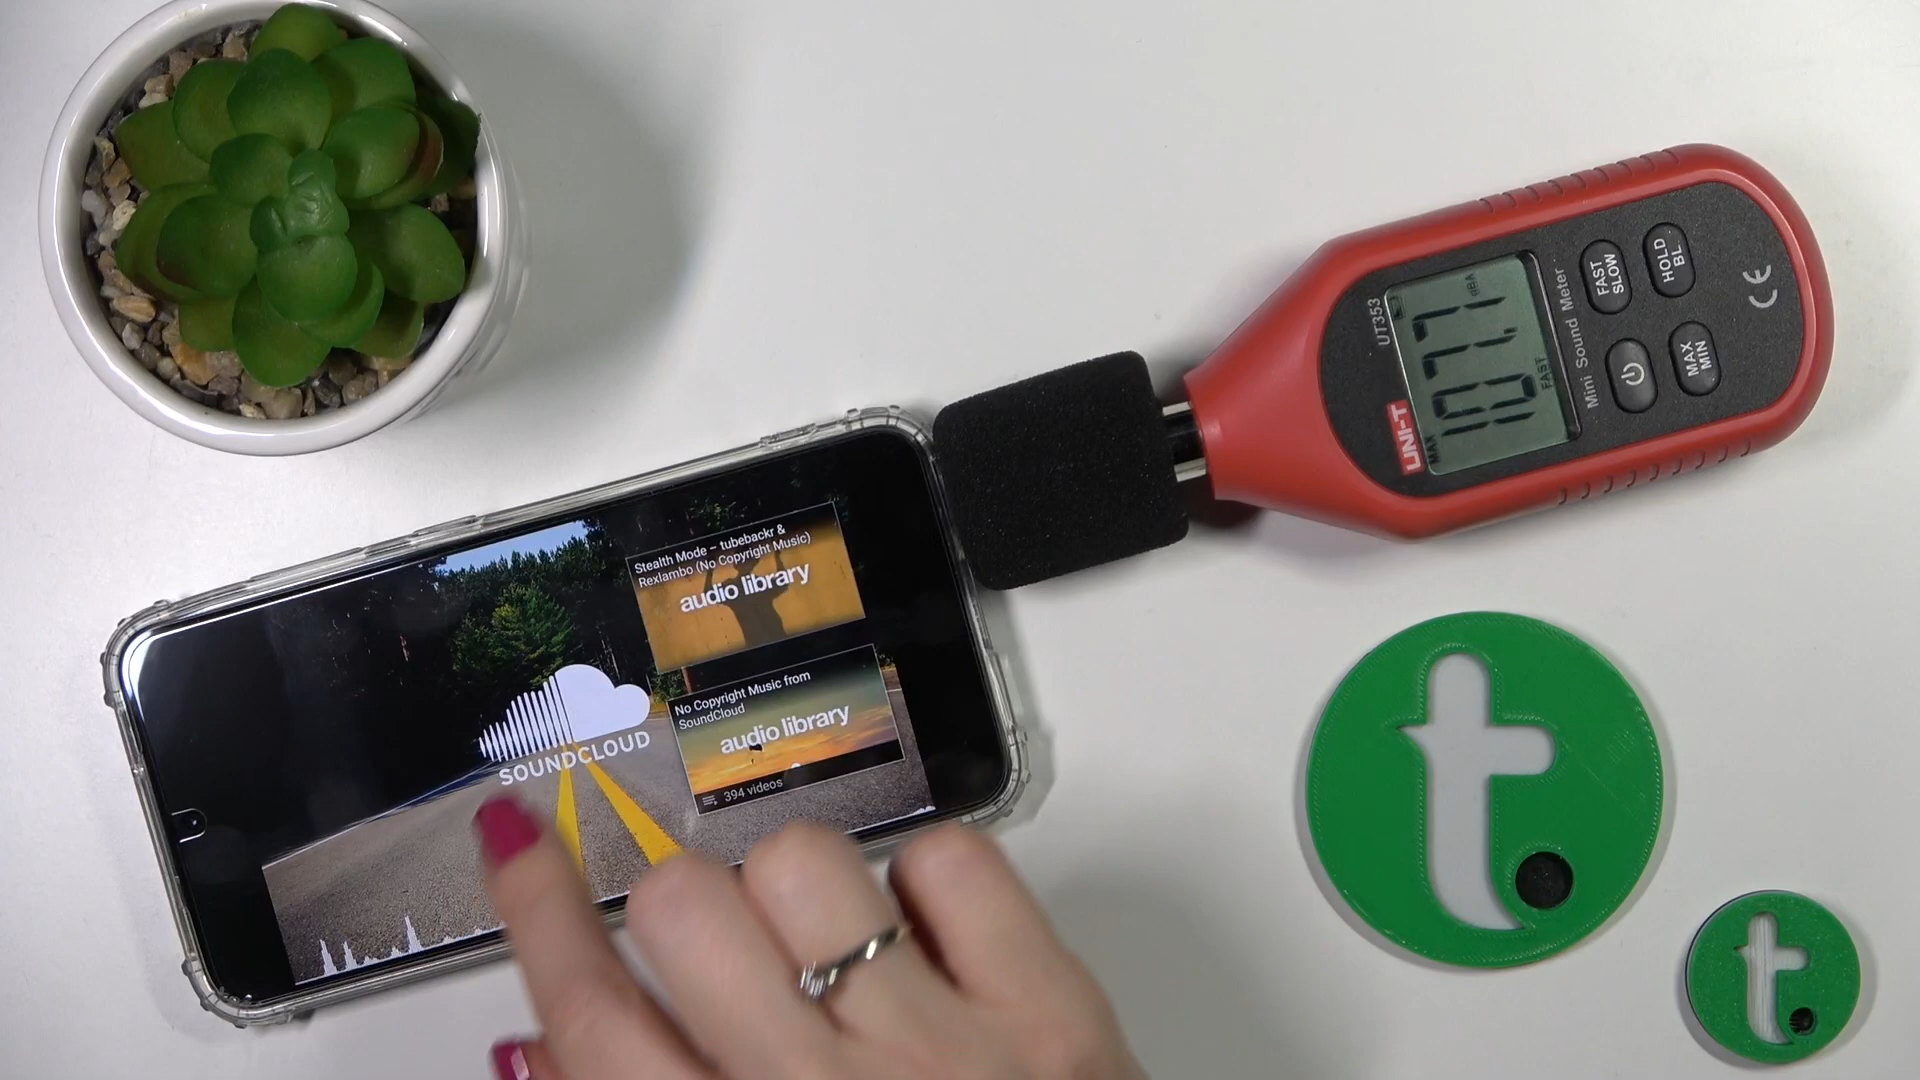 Stealth Mode – tubebackr &
Rexlambo (No Copyright Music)
audio library
No Copyright Music from
SoundCloud
audio library
394 videos
SOUNDCLOUD
UNI-T
UT353
Mini Sound Meter
MAX
FAST
107.7
dBA
FAST
SLOW
HOLD
BL
MAX
MIN
CE
t
t